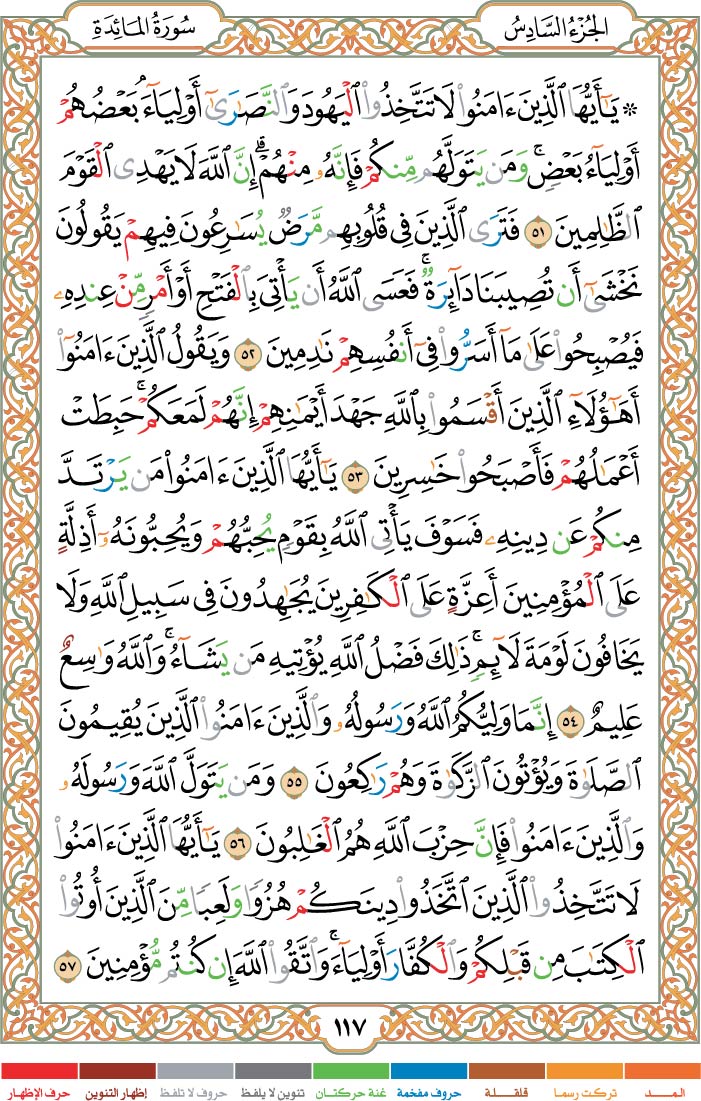 الجُزْءُ السَّادِسُ سُورَةُ المَائِدَةِ
۞ يَٰٓأَيُّهَا ٱلَّذِينَ ءَامَنُوا۟ لَا تَتَّخِذُوا۟ ٱلْيَهُودَ وَٱلنَّصَٰرَىٰٓ أَوْلِيَآءَ ۘ بَعْضُهُمْ
أَوْلِيَآءُ بَعْضٍ ۚ وَمَن يَتَوَلَّهُم مِّنكُمْ فَإِنَّهُۥ مِنْهُمْ ۗ إِنَّ ٱللَّهَ لَا يَهْدِى ٱلْقَوْمَ
ٱلظَّٰلِمِينَ ٥١ فَتَرَى ٱلَّذِينَ فِى قُلُوبِهِم مَّرَضٌ يُسَٰرِعُونَ فِيهِمْ يَقُولُونَ
نَخْشَىٰٓ أَن تُصِيبَنَا دَآئِرَةٌ ۚ فَعَسَى ٱللَّهُ أَن يَأْتِىَ بِٱلْفَتْحِ أَوْ أَمْرٍ مِّنْ عِندِهِۦ
فَيُصْبِحُوا۟ عَلَىٰ مَآ أَسَرُّوا۟ فِىٓ أَنفُسِهِمْ نَٰدِمِينَ ٥٢ وَيَقُولُ ٱلَّذِينَ ءَامَنُوٓا۟
أَهَٰٓؤُلَآءِ ٱلَّذِينَ أَقْسَمُوا۟ بِٱللَّهِ جَهْدَ أَيْمَٰنِهِمْ إِنَّهُمْ لَمَعَكُمْ ۚ حَبِطَتْ
أَعْمَٰلُهُمْ فَأَصْبَحُوا۟ خَٰسِرِينَ ٥٣ يَٰٓأَيُّهَا ٱلَّذِينَ ءَامَنُوا۟ مَن يَرْتَدَّ
مِنكُمْ عَن دِينِهِۦ فَسَوْفَ يَأْتِى ٱللَّهُ بِقَوْمٍ يُحِبُّهُمْ وَيُحِبُّونَهُۥٓ أَذِلَّةٍ
عَلَى ٱلْمُؤْمِنِينَ أَعِزَّةٍ عَلَى ٱلْكَٰفِرِينَ يُجَٰهِدُونَ فِى سَبِيلِ ٱللَّهِ وَلَا
يَخَافُونَ لَوْمَةَ لَآئِمٍ ۚ ذَٰلِكَ فَضْلُ ٱللَّهِ يُؤْتِيهِ مَن يَشَآءُ ۚ وَٱللَّهُ وَٰسِعٌ
عَلِيمٌ ٥٤ إِنَّمَا وَلِيُّكُمُ ٱللَّهُ وَرَسُولُهُۥ وَٱلَّذِينَ ءَامَنُوا۟ ٱلَّذِينَ يُقِيمُونَ
ٱلصَّلَوٰةَ وَيُؤْتُونَ ٱلزَّكَوٰةَ وَهُمْ رَٰكِعُونَ ٥٥ وَمَن يَتَوَلَّ ٱللَّهَ وَرَسُولَهُۥ
وَٱلَّذِينَ ءَامَنُوا۟ فَإِنَّ حِزْبَ ٱللَّهِ هُمُ ٱلْغَٰلِبُونَ ٥٦ يَٰٓأَيُّهَا ٱلَّذِينَ ءَامَنُوا۟
لَا تَتَّخِذُوا۟ ٱلَّذِينَ ٱتَّخَذُوا۟ دِينَكُمْ هُزُوًا وَلَعِبًا مِّنَ ٱلَّذِينَ أُوتُوا۟
ٱلْكِتَٰبَ مِن قَبْلِكُمْ وَٱلْكُفَّارَ أَوْلِيَآءَ ۚ وَٱتَّقُوا۟ ٱللَّهَ إِن كُنتُم مُّؤْمِنِينَ ٥٧
١١٧
المـــد تركت رسما قلقـلـة حروف مفخمة غنة حركتـان تنوين لا يلفظ حروف لا تلفظ إظهار التنوين حرف الإظهار